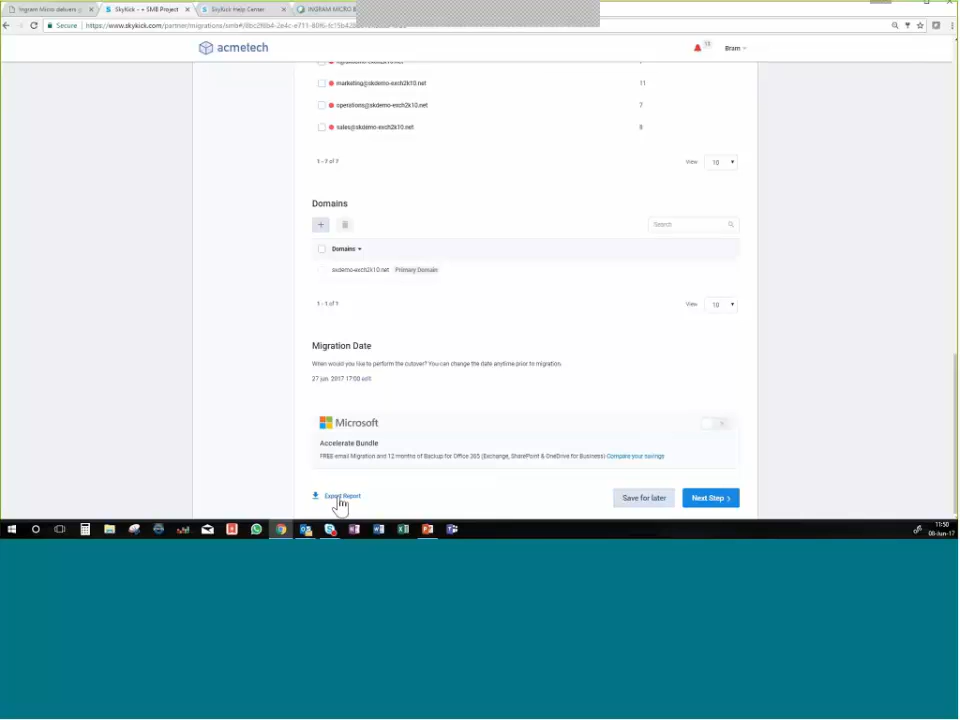 Ingram Micro delivers
SkyKick - + SMB Project
SkyKick Help Center
INGRAM MICRO
Secure
https://www.skykick.com/partner/migrations/smb#/
acmetech
Bram
marketing@skdemo-exch2k10.net 11
operations@skdemo-exch2k10.net 7
sales@skdemo-exch2k10.net 8
1 - 7 of 7 View 10
Domains
+
Search
Domains
skdemo-exch2k10.net Primary Domain
1 - 1 of 1 View 10
Migration Date
When would you like to perform the cutover? You can change the date anytime prior to migration.
27 jun. 2017 17:00 edit
Microsoft
Accelerate Bundle
FREE email Migration and 12 months of Backup for Office 365 (Exchange, SharePoint & OneDrive for Business) Compare your savings
Export Report
Save for later
Next Step
11:50
08-Jun-17